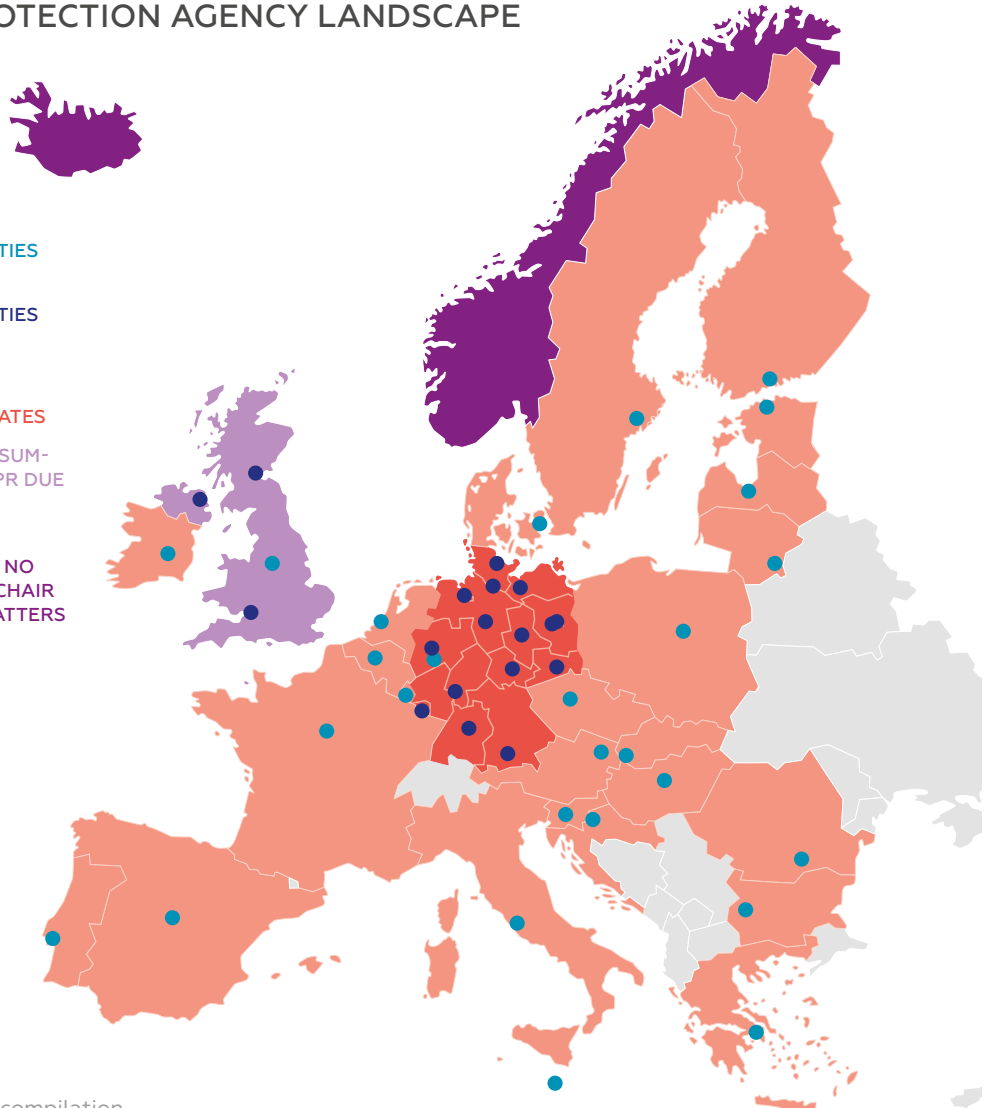 OTECTION AGENCY LANDSCAPE
TIES
TIES
ATES
SUM-
PR DUE
NO
CHAIR
ATTERS
compilation